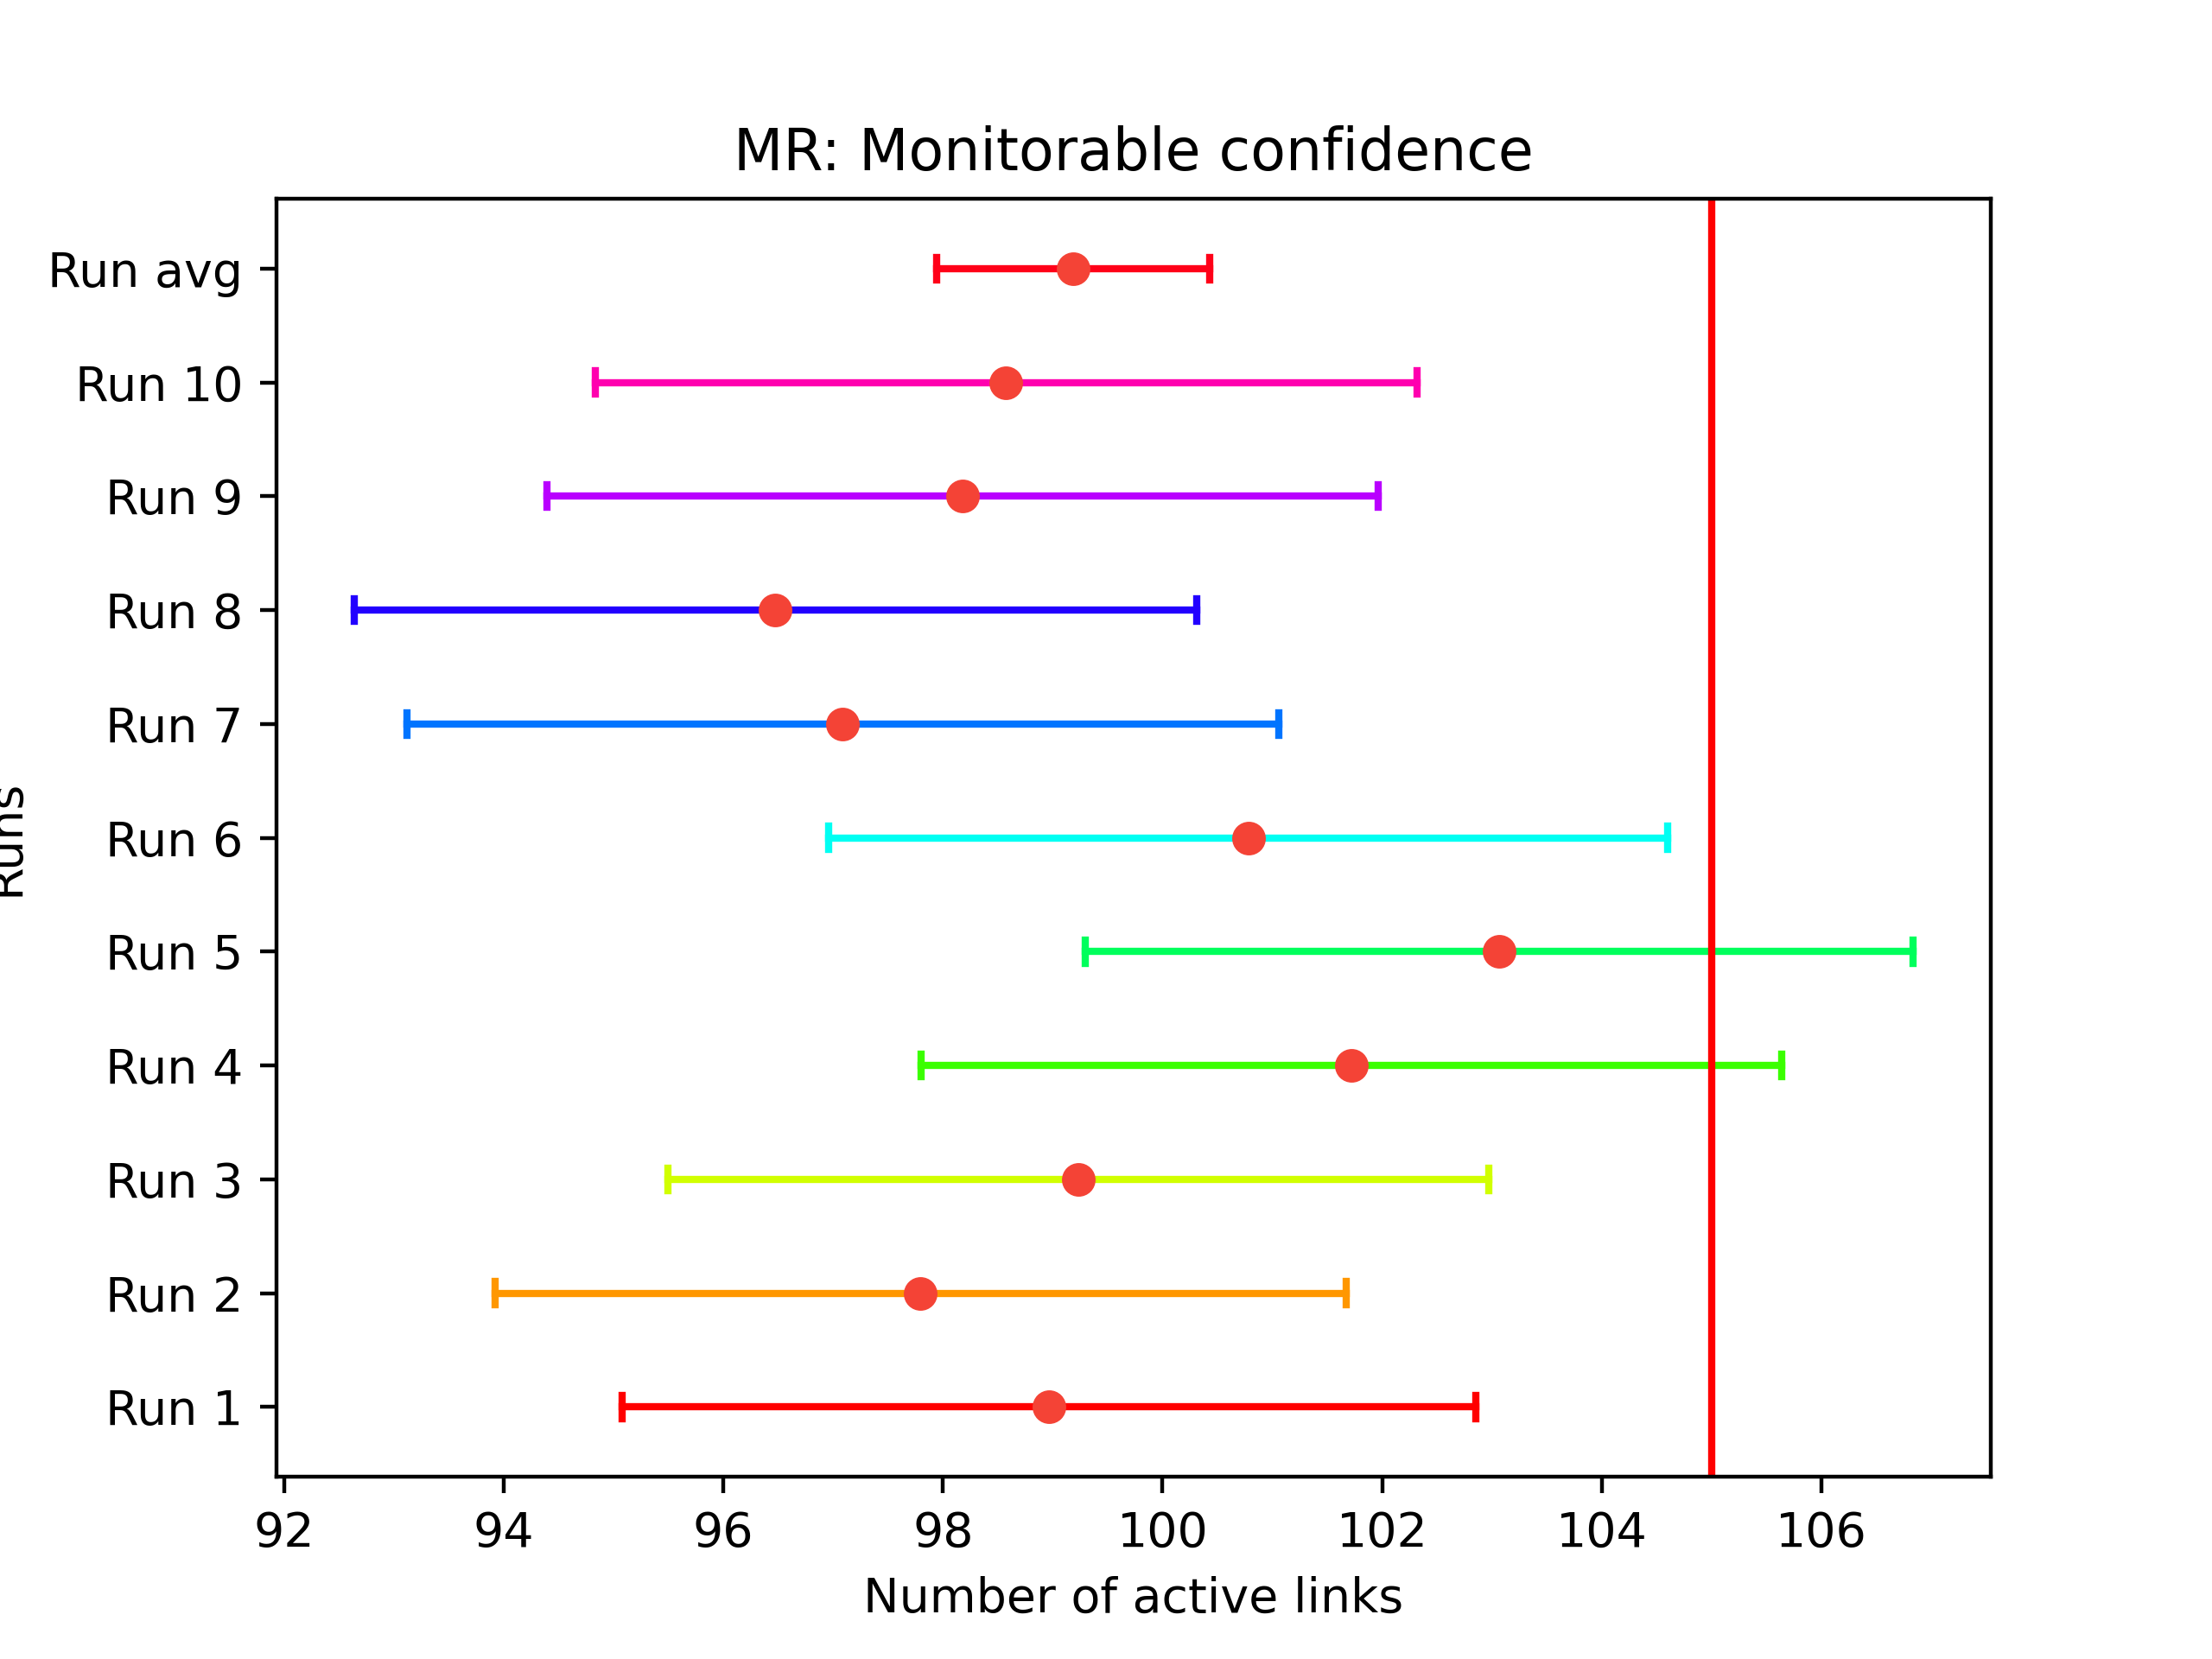 MR: Monitorable confidence
Run avg
Run 10
Run 9
Run 8
Run 7
Run 6
Run 5
Run 4
Run 3
Run 2
Run 1
Runs
92 94 96 98 100 102 104 106
Number of active links